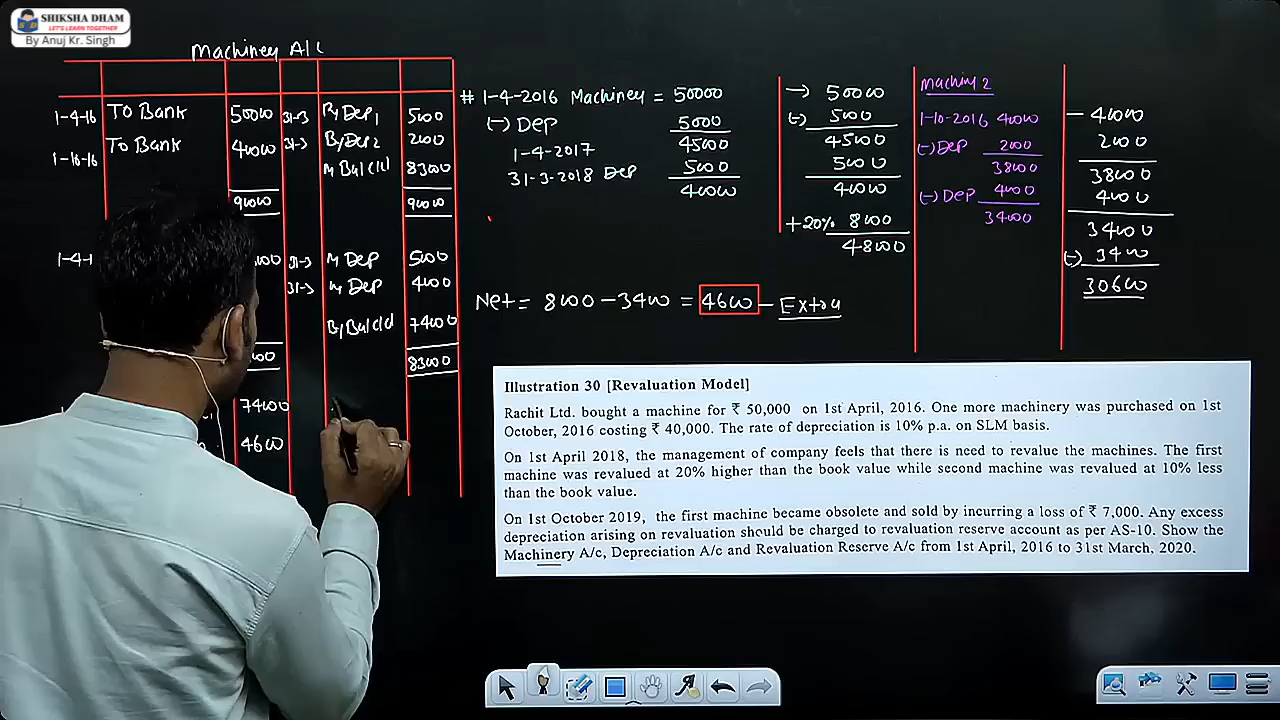 SHIKSHA DHAM
LET'S LEARN TOGETHER
By Anuj Kr. Singh
Machiney A/C
1-4-16 To Bank 50000 31-3 By Dep1 5000
1-10-16 To Bank 40000 31-3 By Dep2 2000
By Bal c/d 83000
90000 90000
1-4-1 000 31-3 By Dep 5000
31-3 By Dep 4000
By Bal c/d 74000
000 83000
74000
4600
# 1-4-2016 Machiney = 50000
(-) Dep 5000
1-4-2017 45000
31-3-2018 Dep 5000
40000
→ 50000
(-) 5000
45000
5000
40000
+20% 8000
48000
Machiny 2
1-10-2016 40000
(-) Dep 2000
38000
(-) Dep 4000
34000
- 40000
2000
38000
4000
34000
(-) 3400
30600
Net = 8000 - 3400 = 4600 - Extra
Illustration 30 [Revaluation Model]
Rachit Ltd. bought a machine for ₹ 50,000 on 1st April, 2016. One more machinery was purchased on 1st
October, 2016 costing ₹ 40,000. The rate of depreciation is 10% p.a. on SLM basis.
On 1st April 2018, the management of company feels that there is need to revalue the machines. The first
machine was revalued at 20% higher than the book value while second machine was revalued at 10% less
than the book value.
On 1st October 2019, the first machine became obsolete and sold by incurring a loss of ₹ 7,000. Any excess
depreciation arising on revaluation should be charged to revaluation reserve account as per AS-10. Show the
Machinery A/c, Depreciation A/c and Revaluation Reserve A/c from 1st April, 2016 to 31st March, 2020.